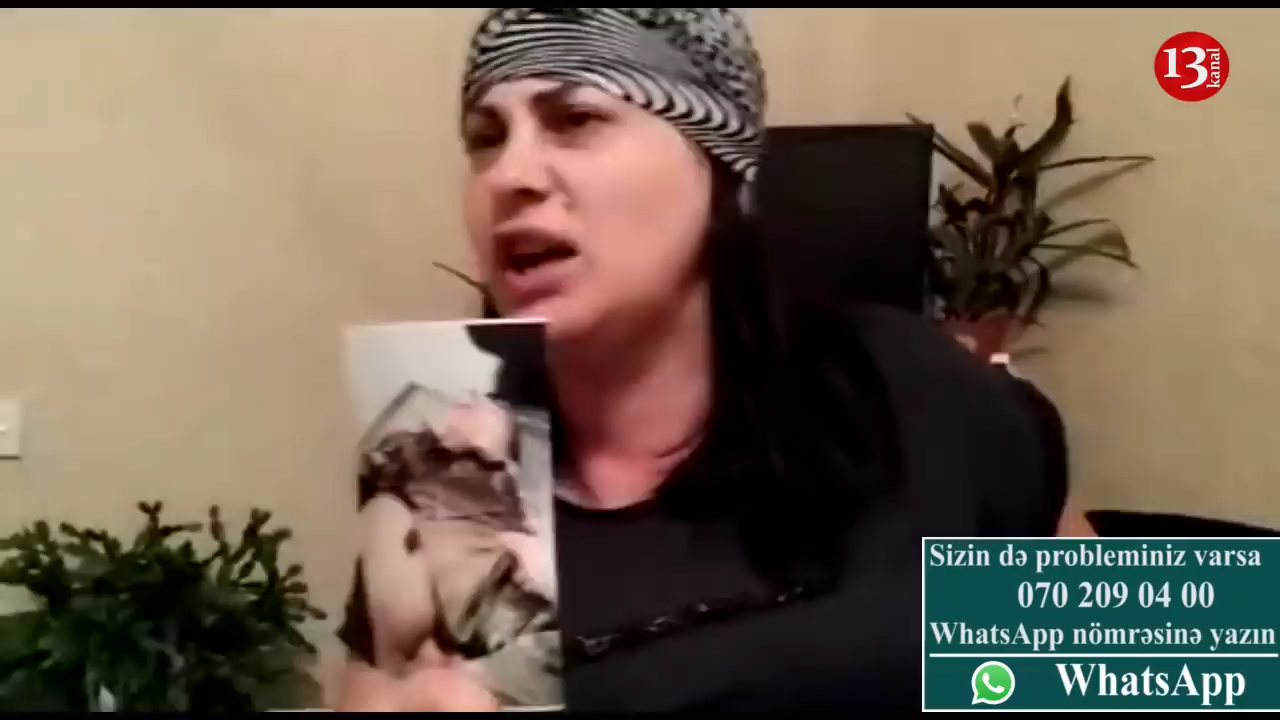 13
kanal
Sizin də probleminiz varsa
070 209 04 00
WhatsApp nömrəsinə yazın
WhatsApp